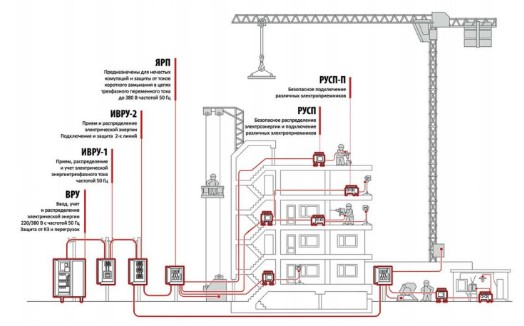 ЯРП
Предназначены для нечастых
коммутаций и защиты от токов
короткого замыкания в цепях
трехфазного переменного тока
до 380 В частотой 50 Гц
РУСП-П
Безопасное подключение
различных электроприемников
РУСП
Безопасное распределение
электроэнергии и подключение
различных электроприемников
ИВРУ-2
Прием и распределение
электрической энергии
Подключение и защита 2-х линий
ИВРУ-1
Прием, распределение
и учет электрической
энергиитрехфазного тока
частотой 50 Гц
ВРУ
Ввод, учет
и распределение
электрической энергии
220/380 В с частотой 50 Гц
Защита от КЗ и перегрузок